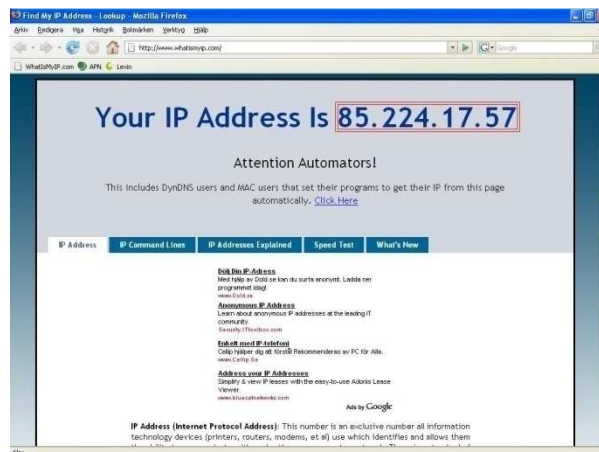 Find My IP Address - Lookup - Mozilla Firefox
Arkiv Redigera Visa Historik Bokmärken Verktyg Hjälp
http://www.whatismyip.com/
Google
WhatIsMyIP.com APN Lexin
Your IP Address Is 85.224.17.57
Attention Automators!
This includes DynDNS users and MAC users that set their programs to get their IP from this page
automatically. Click Here
IP Address IP Command Lines IP Addresses Explained Speed Test What's New
Dölj Din IP-Adress
Med hjälp av Dold.se kan du surfa anonymt. Ladda ner
programmet idag!
www.Dold.se
Anonymous IP Address
Learn about anonymous IP addresses at the leading IT
community.
Security.ITtoolbox.com
Enkelt med IP-telefoni
Cellip hjälper dig att förstå! Rekommenderas av PC för Alla.
www.Cellip.Se
Address your IP Addresses
Simplify & view IP leases with the easy-to-use Adonis Lease
Viewer.
www.bluecatnetworks.com
Ads by Google
IP Address (Internet Protocol Address): This number is an exclusive number all information
technology devices (printers, routers, modems, et al) use which identifies and allows them